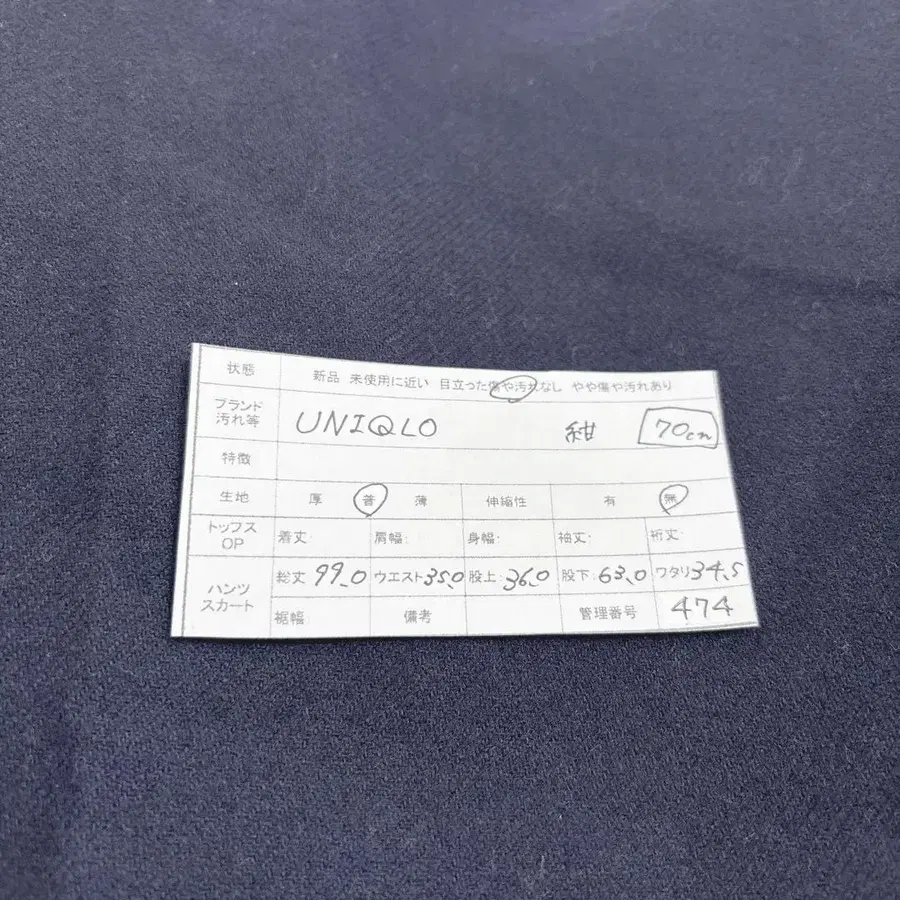 状態 新品 未使用に近い 目立った傷や汚れなし やや傷や汚れあり
ブランド
汚れ等 UNIQLO 紺 70cm
特徴
生地 厚 普 薄 伸縮性 有 無
トップス
OP 着丈: 肩幅: 身幅: 袖丈: 裄丈:
パンツ
スカート 総丈 99.0 ウエスト 35.0 股上: 36.0 股下: 63.0 ワタリ 34.5
裾幅 備考 管理番号 474